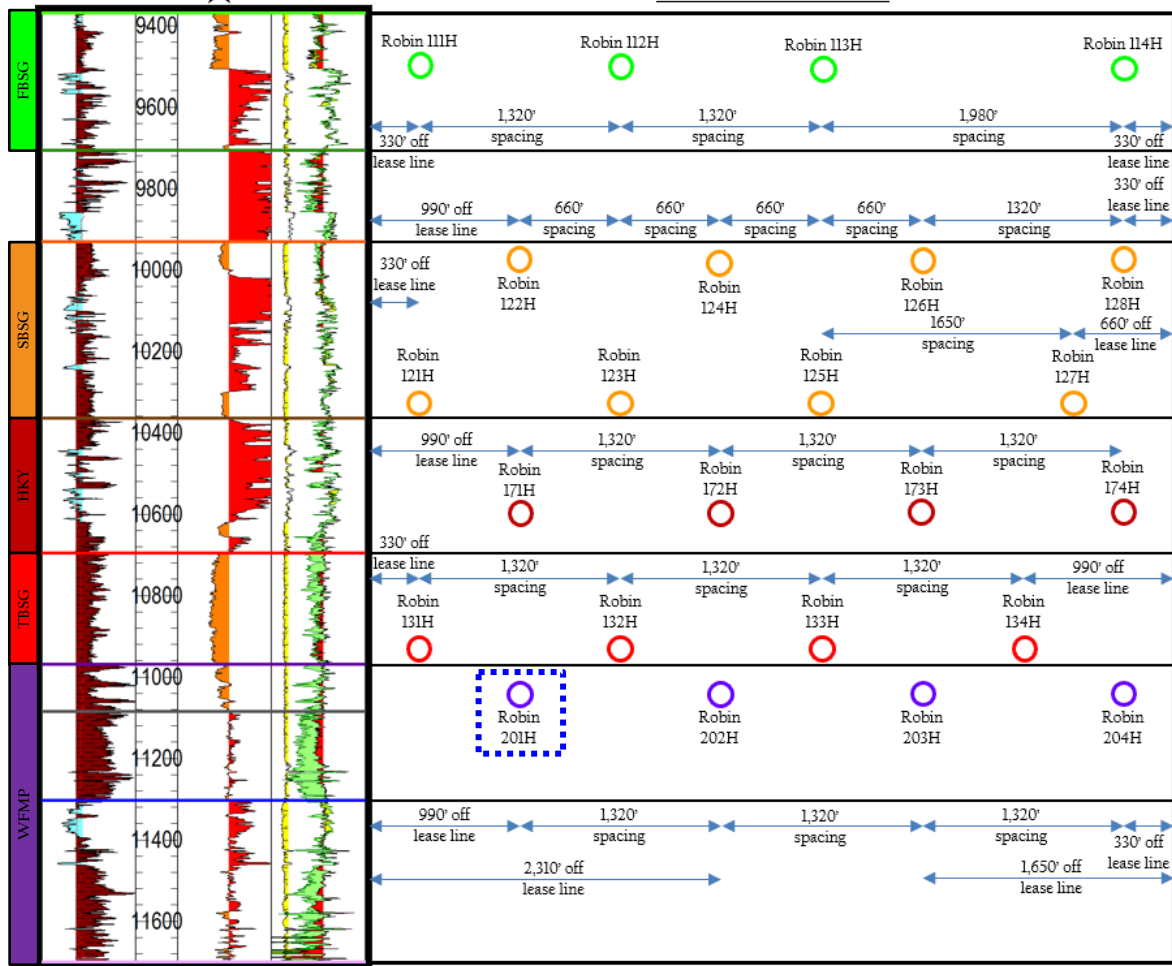 FBSG
SBSG
HKY
TBSG
WFMP
9400
9600
9800
10000
10200
10400
10600
10800
11000
11200
11400
11600
Robin 111H
Robin 112H
Robin 113H
Robin 114H
330' off
lease line
1,320'
spacing
1,320'
spacing
1,980'
spacing
330' off
lease line
990' off
lease line
660'
spacing
660'
spacing
660'
spacing
660'
spacing
1320'
spacing
330' off
lease line
330' off
lease line
Robin
122H
Robin
124H
Robin
126H
Robin
128H
1650'
spacing
660' off
lease line
Robin
121H
Robin
123H
Robin
125H
Robin
127H
990' off
lease line
1,320'
spacing
1,320'
spacing
1,320'
spacing
Robin
171H
Robin
172H
Robin
173H
Robin
174H
330' off
lease line
1,320'
spacing
1,320'
spacing
1,320'
spacing
990' off
lease line
Robin
131H
Robin
132H
Robin
133H
Robin
134H
Robin
201H
Robin
202H
Robin
203H
Robin
204H
990' off
lease line
1,320'
spacing
1,320'
spacing
1,320'
spacing
330' off
lease line
2,310' off
lease line
1,650' off
lease line